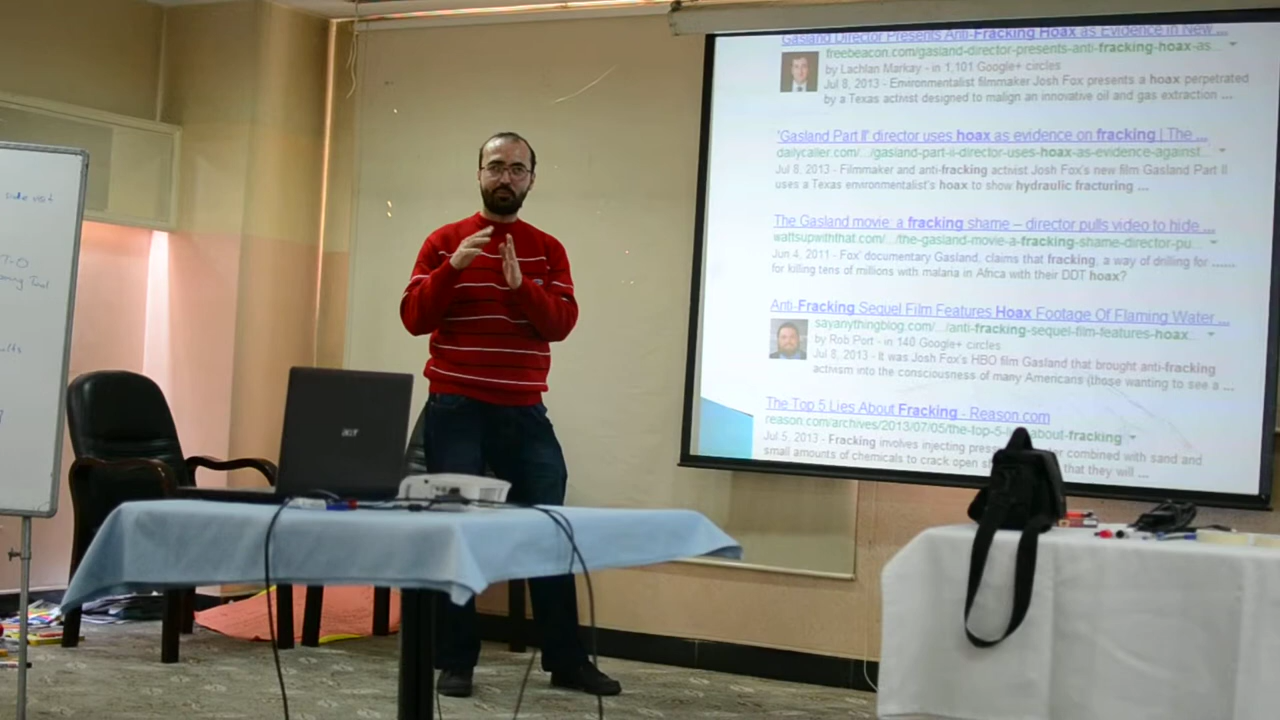 side visit
T-O
Tool
acer
Gasland Director Presents Anti-Fracking Hoax as Evidence in New ...
freebeacon.com/gasland-director-presents-anti-fracking-hoax-as...
by Lachlan Markay - in 1,101 Google+ circles
Jul 8, 2013 - Environmentalist filmmaker Josh Fox presents a hoax perpetrated
by a Texas activist designed to malign an innovative oil and gas extraction ...
'Gasland Part II' director uses hoax as evidence on fracking | The ...
dailycaller.com/.../gasland-part-ii-director-uses-hoax-as-evidence-against...
Jul 8, 2013 - Filmmaker and anti-fracking activist Josh Fox's new film Gasland Part II
uses a Texas environmentalist's hoax to show hydraulic fracturing ...
The Gasland movie: a fracking shame – director pulls video to hide ...
wattsupwiththat.com/.../the-gasland-movie-a-fracking-shame-director-pu...
Jun 4, 2011 - Fox' documentary Gasland, claims that fracking, a way of drilling for ......
for killing tens of millions with malaria in Africa with their DDT hoax?
Anti-Fracking Sequel Film Features Hoax Footage Of Flaming Water ...
sayanythingblog.com/.../anti-fracking-sequel-film-features-hoax...
by Rob Port - in 140 Google+ circles
Jul 8, 2013 - It was Josh Fox's HBO film Gasland that brought anti-fracking
activism into the consciousness of many Americans (those wanting to see a ...
The Top 5 Lies About Fracking - Reason.com
reason.com/archives/2013/07/05/the-top-5-lies-about-fracking
Jul 5, 2013 - Fracking involves injecting combined with sand and
small amounts of chemicals to crack open that they will ...